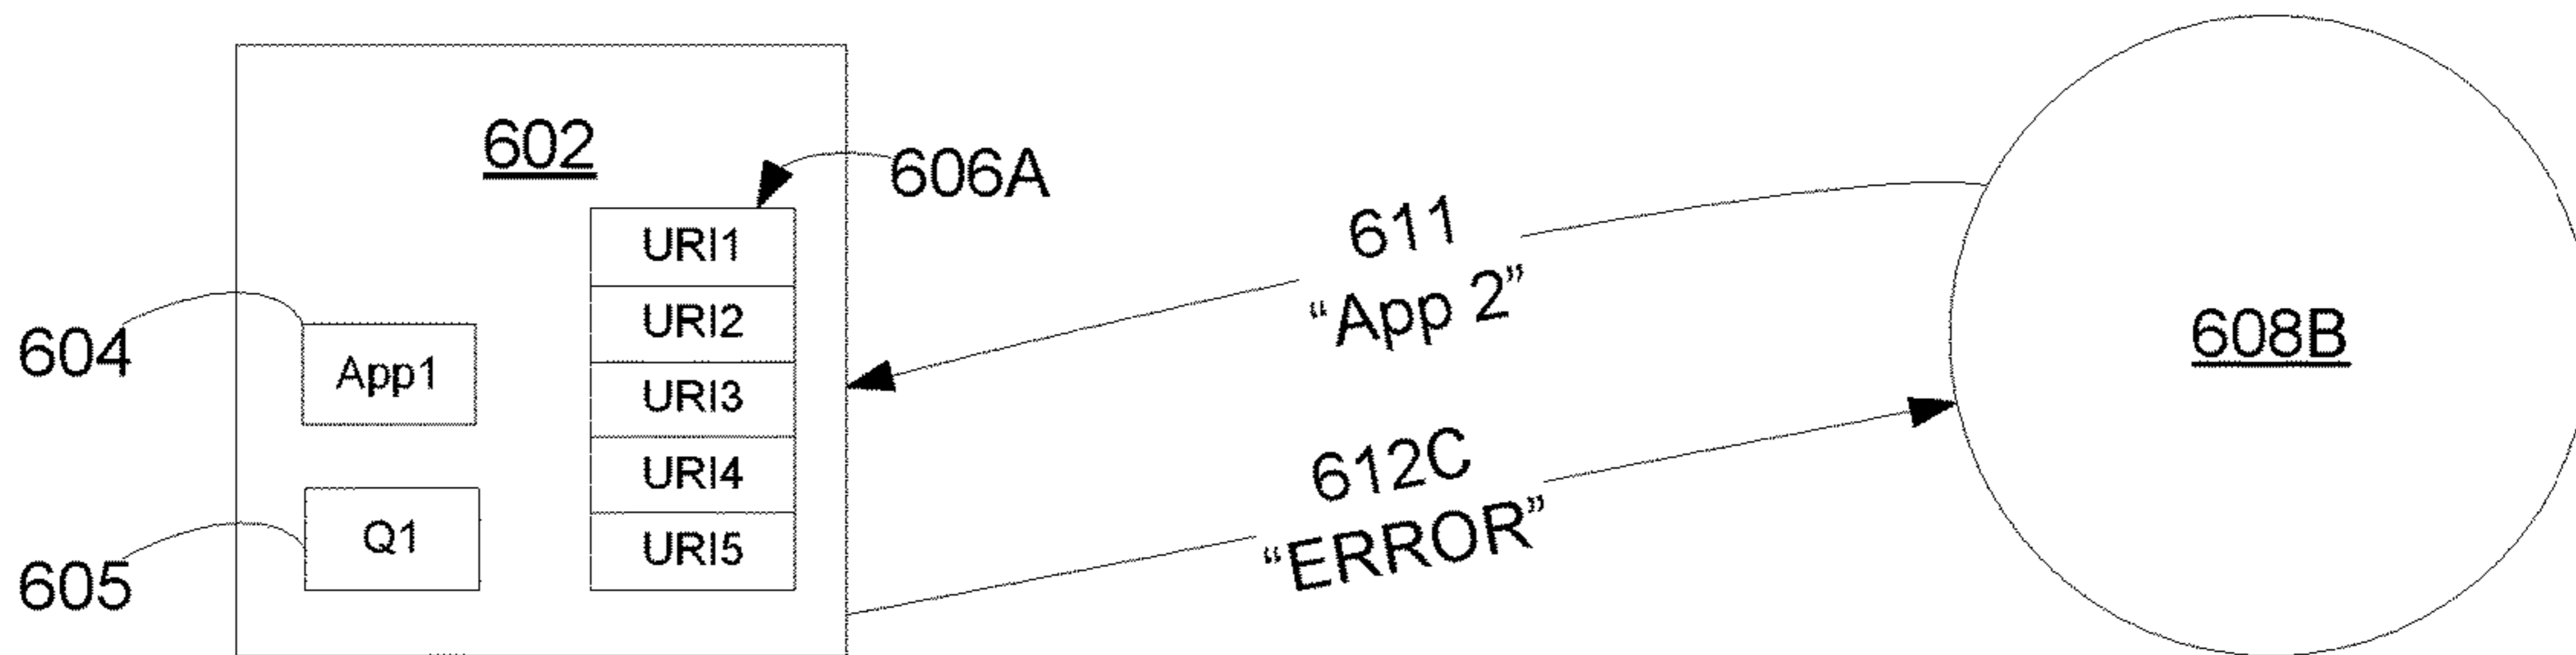 602
606A
URI1
URI2
URI3
URI4
URI5
604
App1
605
Q1
611
“App 2”
612C
“ERROR”
608B